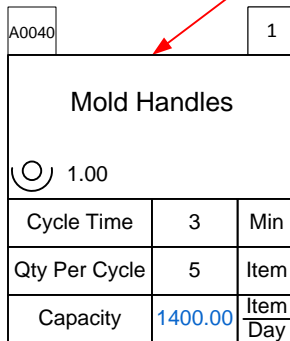 A0040 1
Mold Handles
1.00
Cycle Time 3 Min
Qty Per Cycle 5 Item
Capacity 1400.00 Item
Day